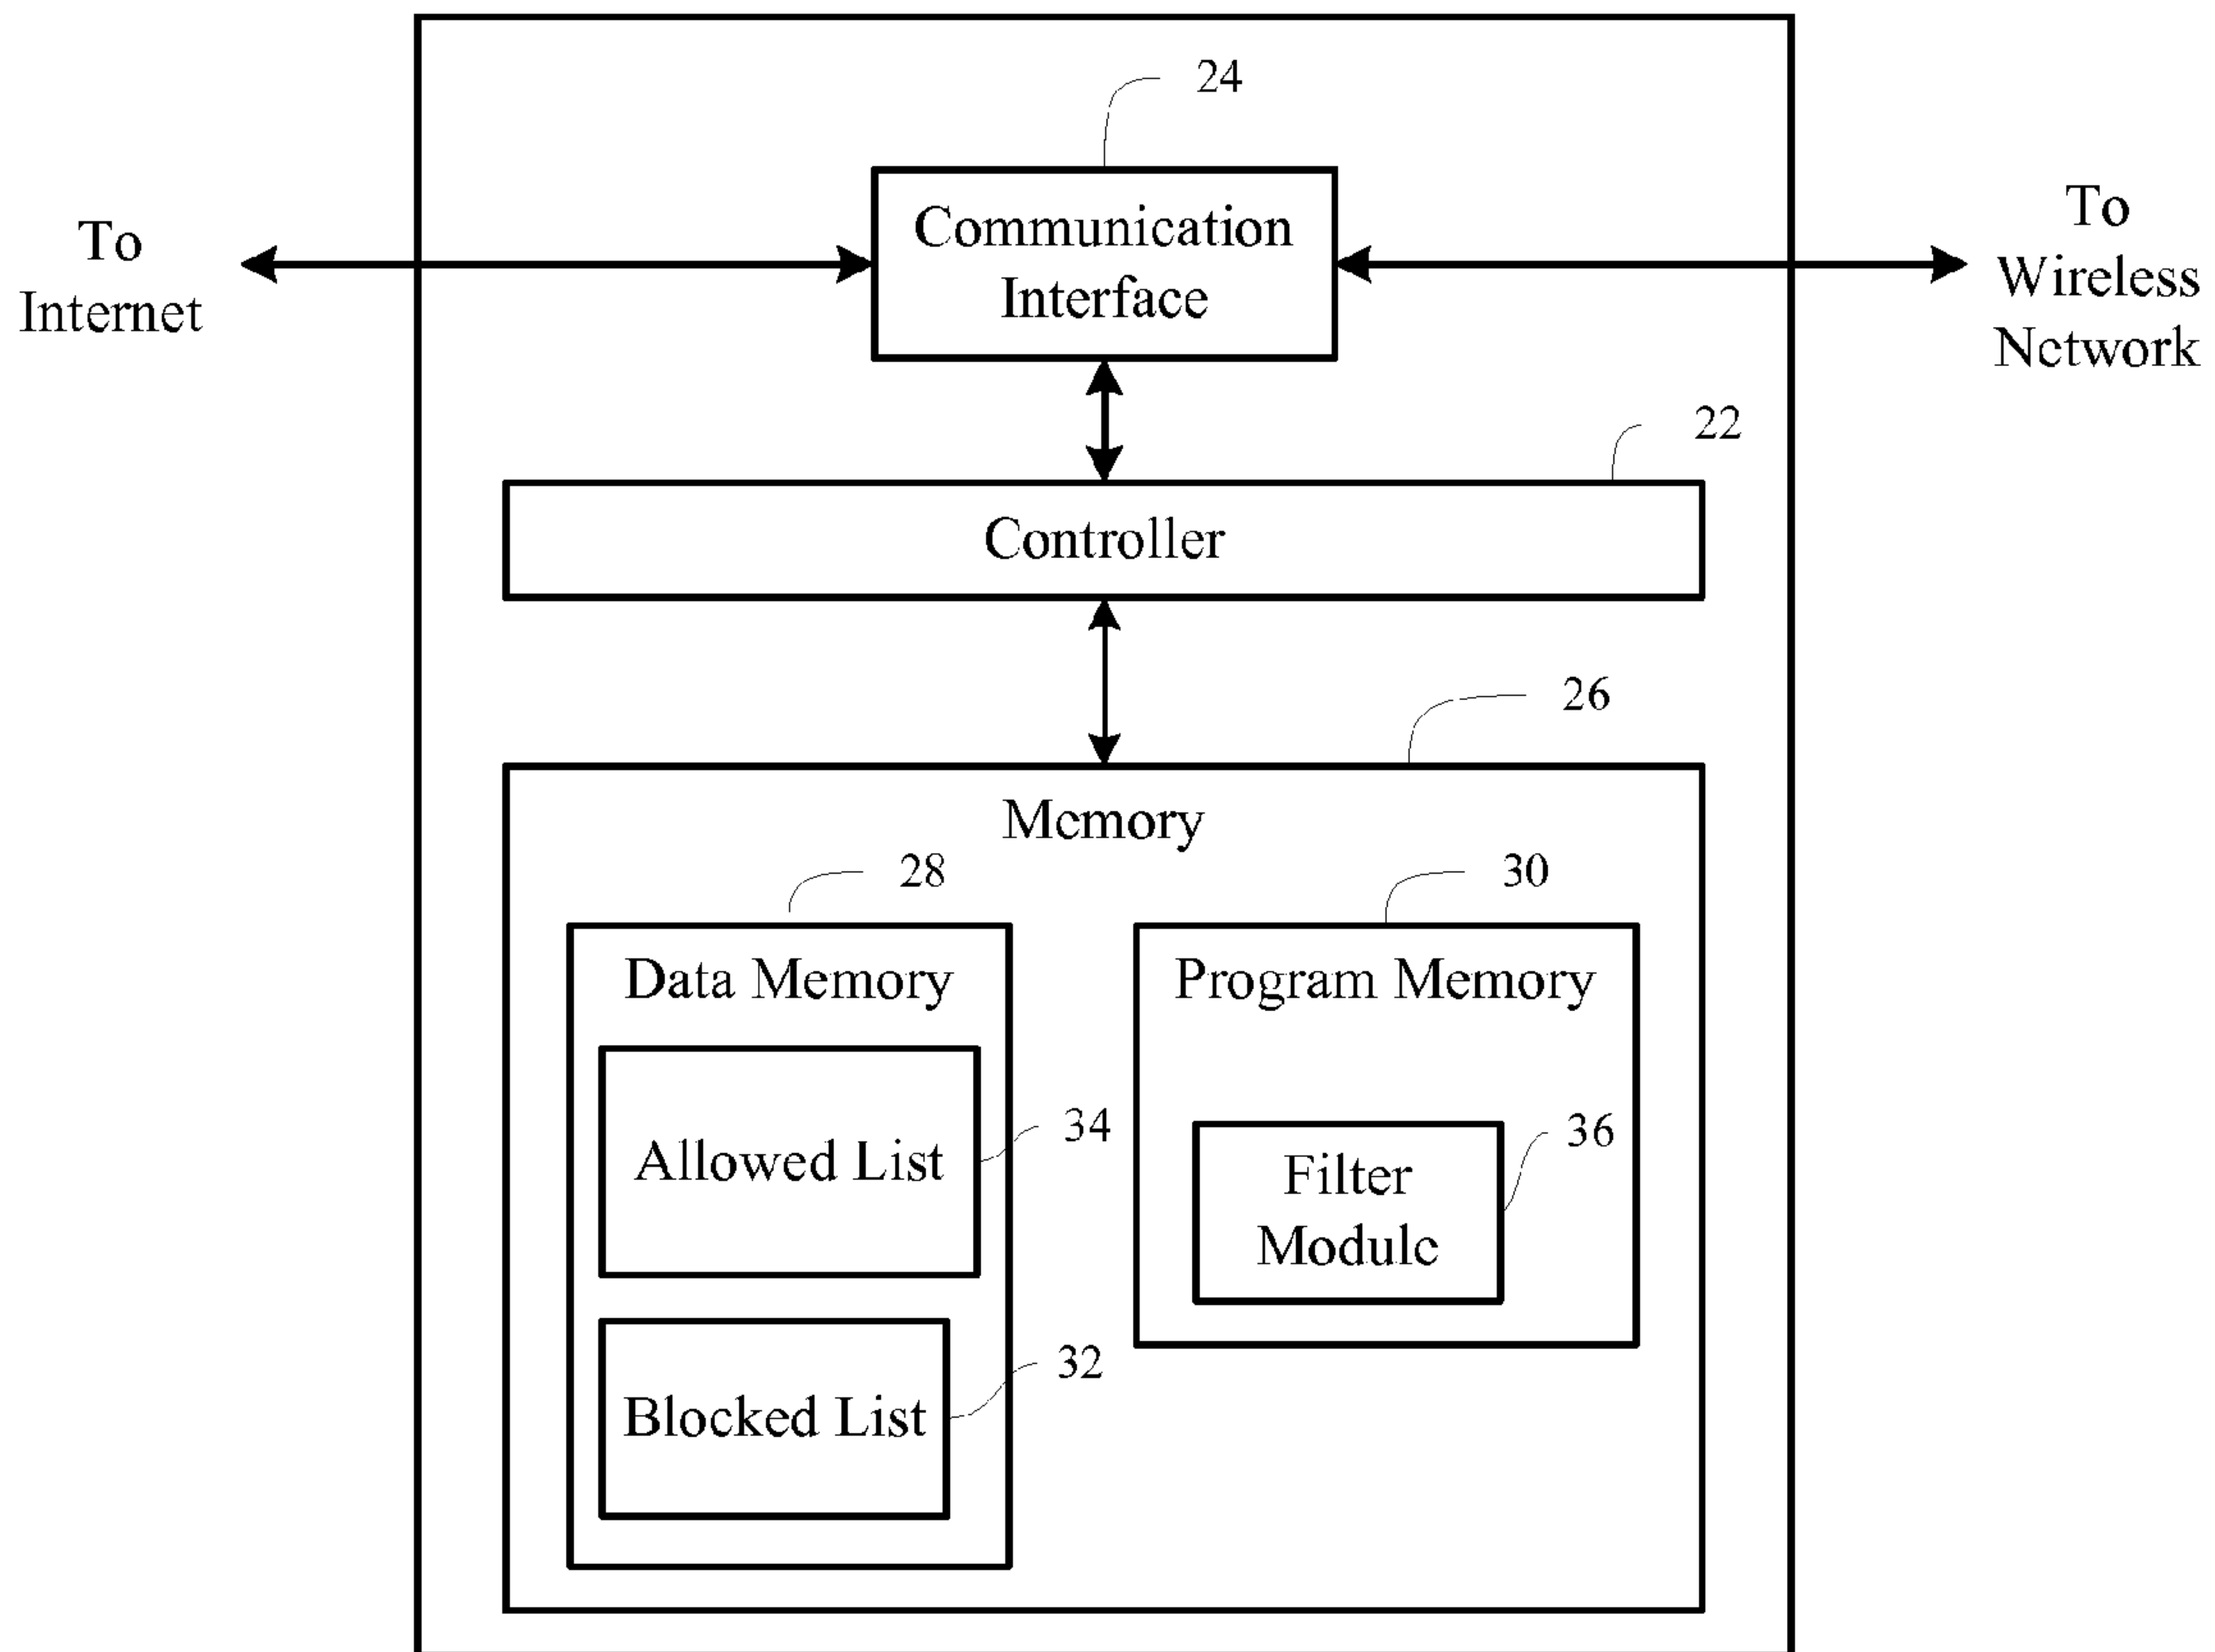 24
Communication
Interface
To
Internet
To
Wireless
Network
22
Controller
26
Memory
28
30
Data Memory
Program Memory
Allowed List
34
Filter
Module
36
Blocked List
32